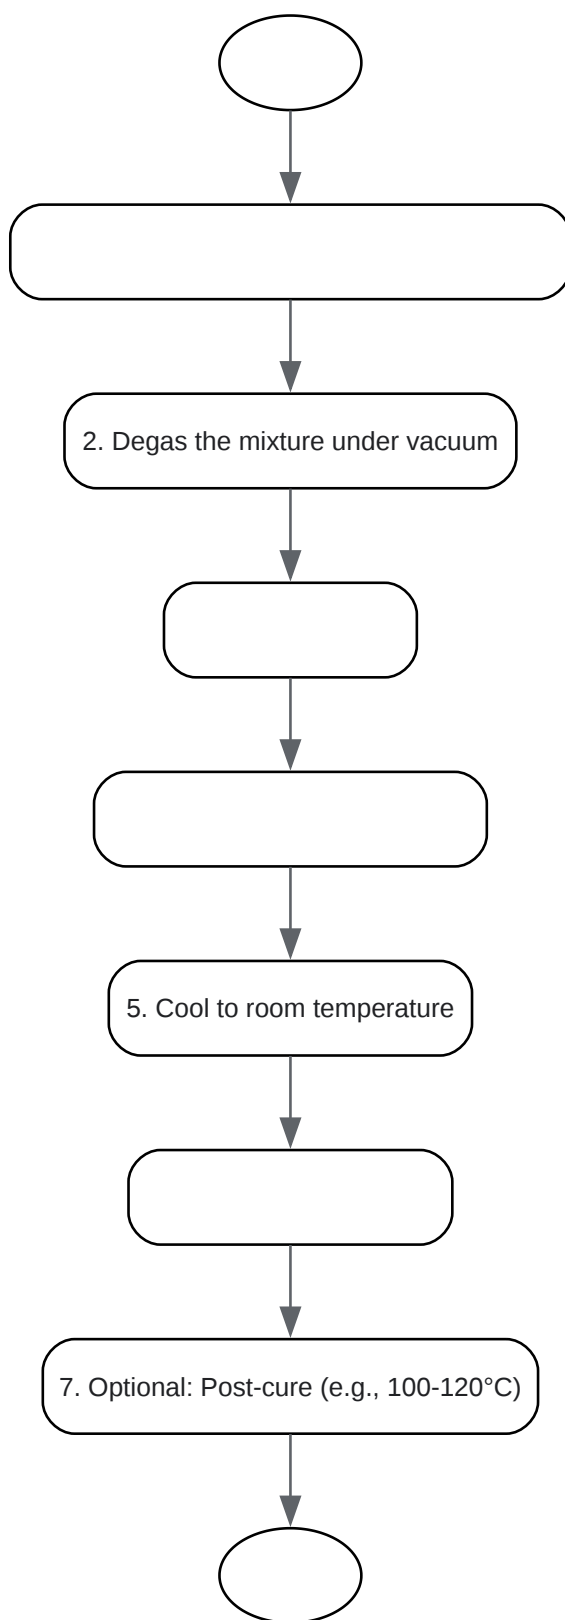 2. Degas the mixture under vacuum
5. Cool to room temperature
7. Optional: Post-cure (e.g., 100-120°C)